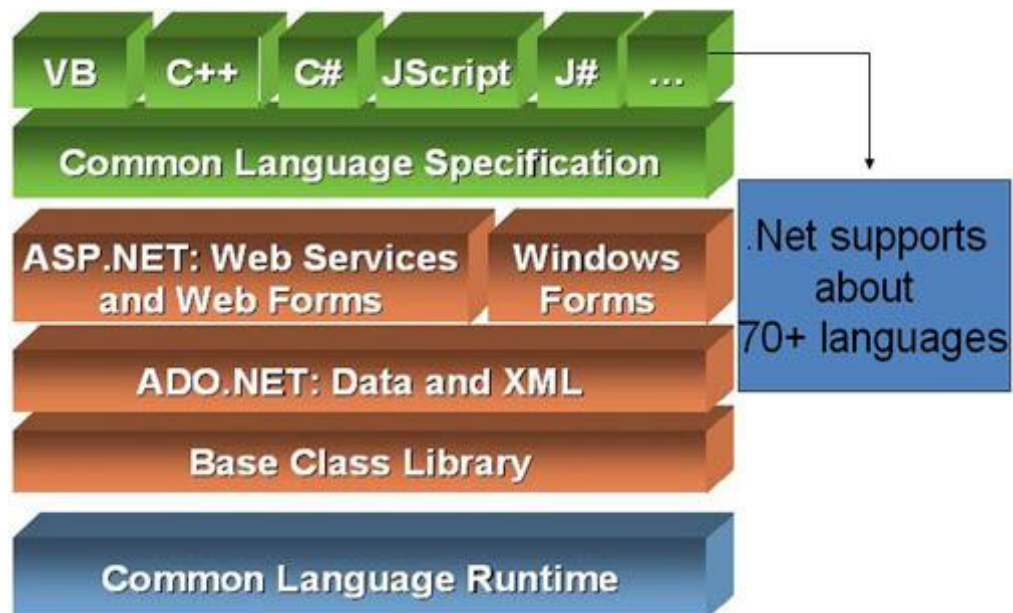 VB C++ C# JScript J# ...
Common Language Specification
ASP.NET: Web Services
and Web Forms
Windows
Forms
ADO.NET: Data and XML
Base Class Library
Common Language Runtime
.Net supports
about
70+ languages